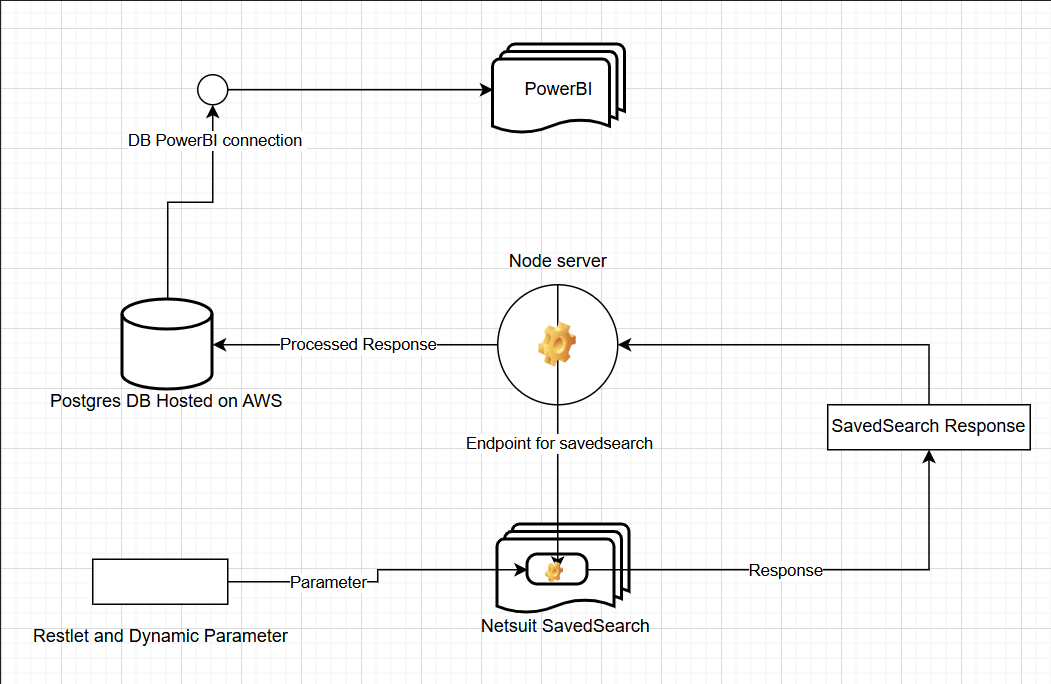 PowerBI
DB PowerBI connection
Node server
Processed Response
Postgres DB Hosted on AWS
SavedSearch Response
Endpoint for savedsearch
Response
Parameter
Netsuit SavedSearch
Restlet and Dynamic Parameter